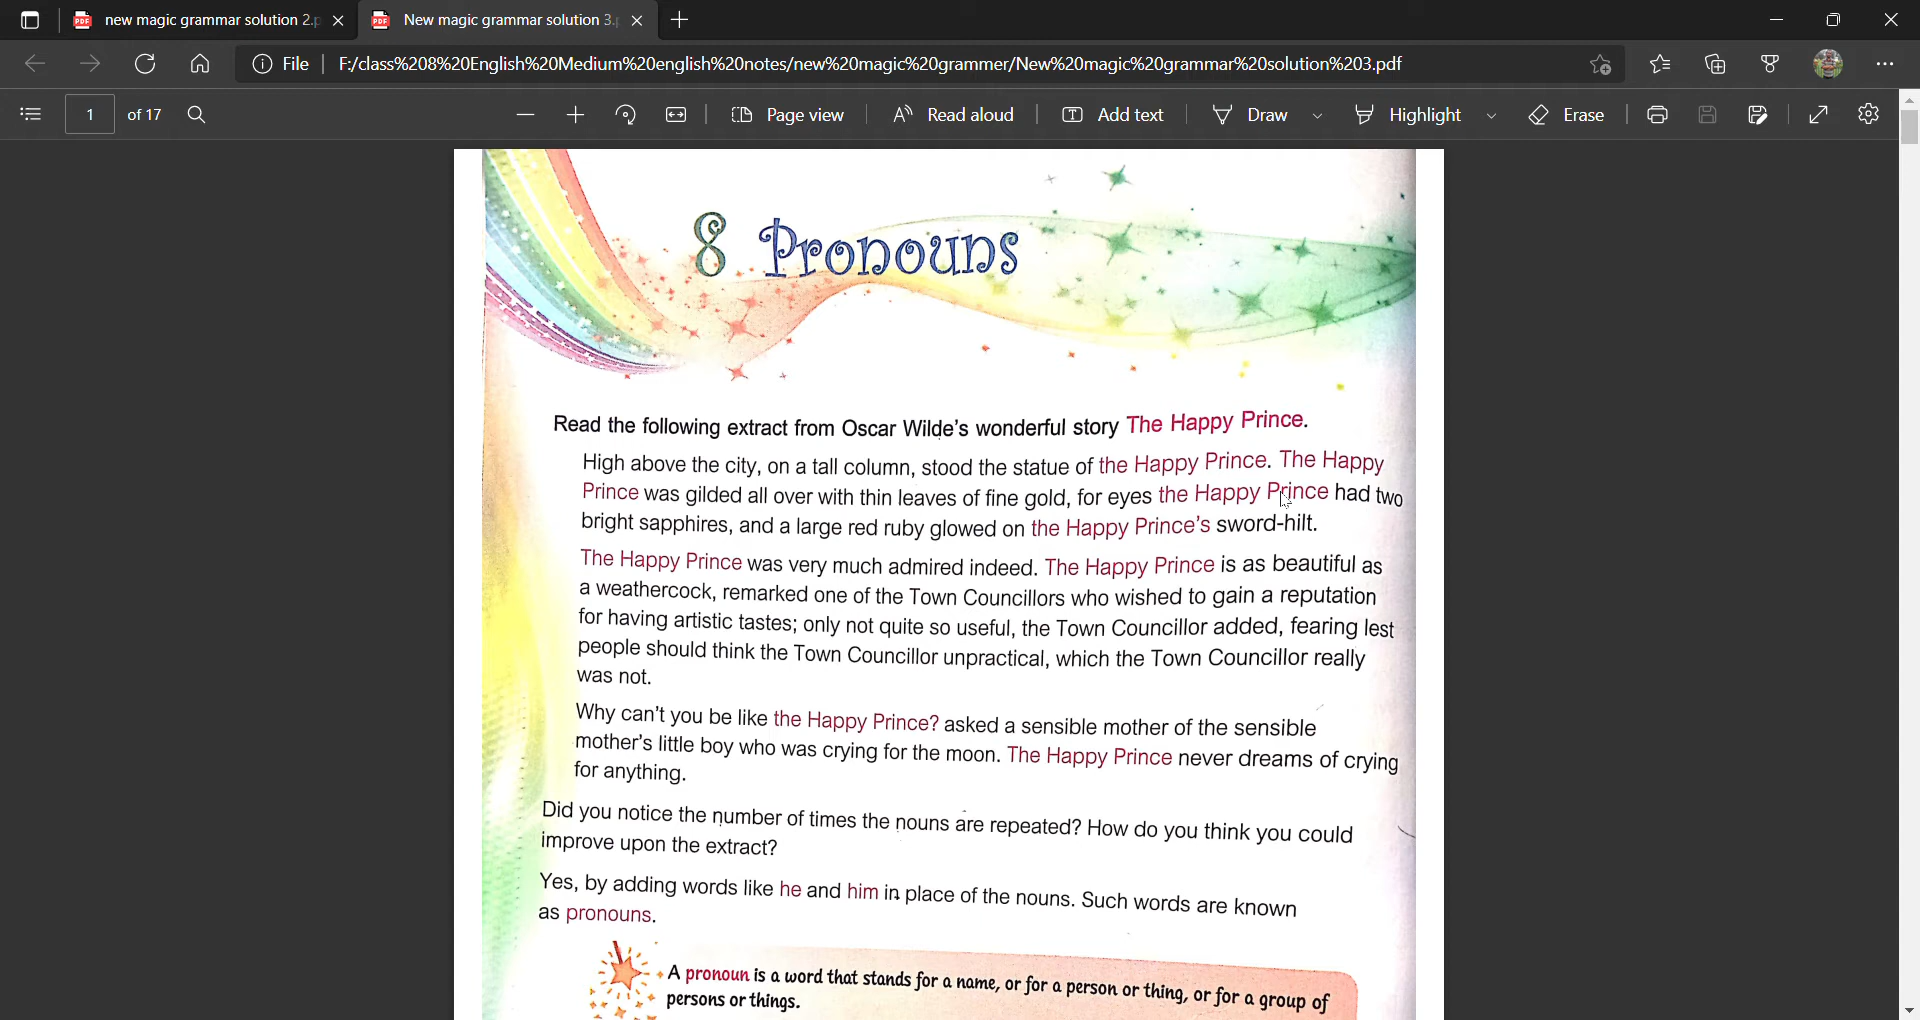 new magic grammar solution 2.p
New magic grammar solution 3.p
File
F:/class%208%20English%20Medium%20english%20notes/new%20magic%20grammer/New%20magic%20grammar%20solution%203.pdf
1 of 17
Page view
Read aloud
Add text
Draw
Highlight
Erase
8 Pronouns
Read the following extract from Oscar Wilde's wonderful story The Happy Prince.
High above the city, on a tall column, stood the statue of the Happy Prince. The Happy
Prince was gilded all over with thin leaves of fine gold, for eyes the Happy Prince had two
bright sapphires, and a large red ruby glowed on the Happy Prince's sword-hilt.
The Happy Prince was very much admired indeed. The Happy Prince is as beautiful as
a weathercock, remarked one of the Town Councillors who wished to gain a reputation
for having artistic tastes; only not quite so useful, the Town Councillor added, fearing lest
people should think the Town Councillor unpractical, which the Town Councillor really
was not.
Why can't you be like the Happy Prince? asked a sensible mother of the sensible
mother's little boy who was crying for the moon. The Happy Prince never dreams of crying
for anything.
Did you notice the number of times the nouns are repeated? How do you think you could
improve upon the extract?
Yes, by adding words like he and him in place of the nouns. Such words are known
as pronouns.
A pronoun is a word that stands for a name, or for a person or thing, or for a group of
persons or things.